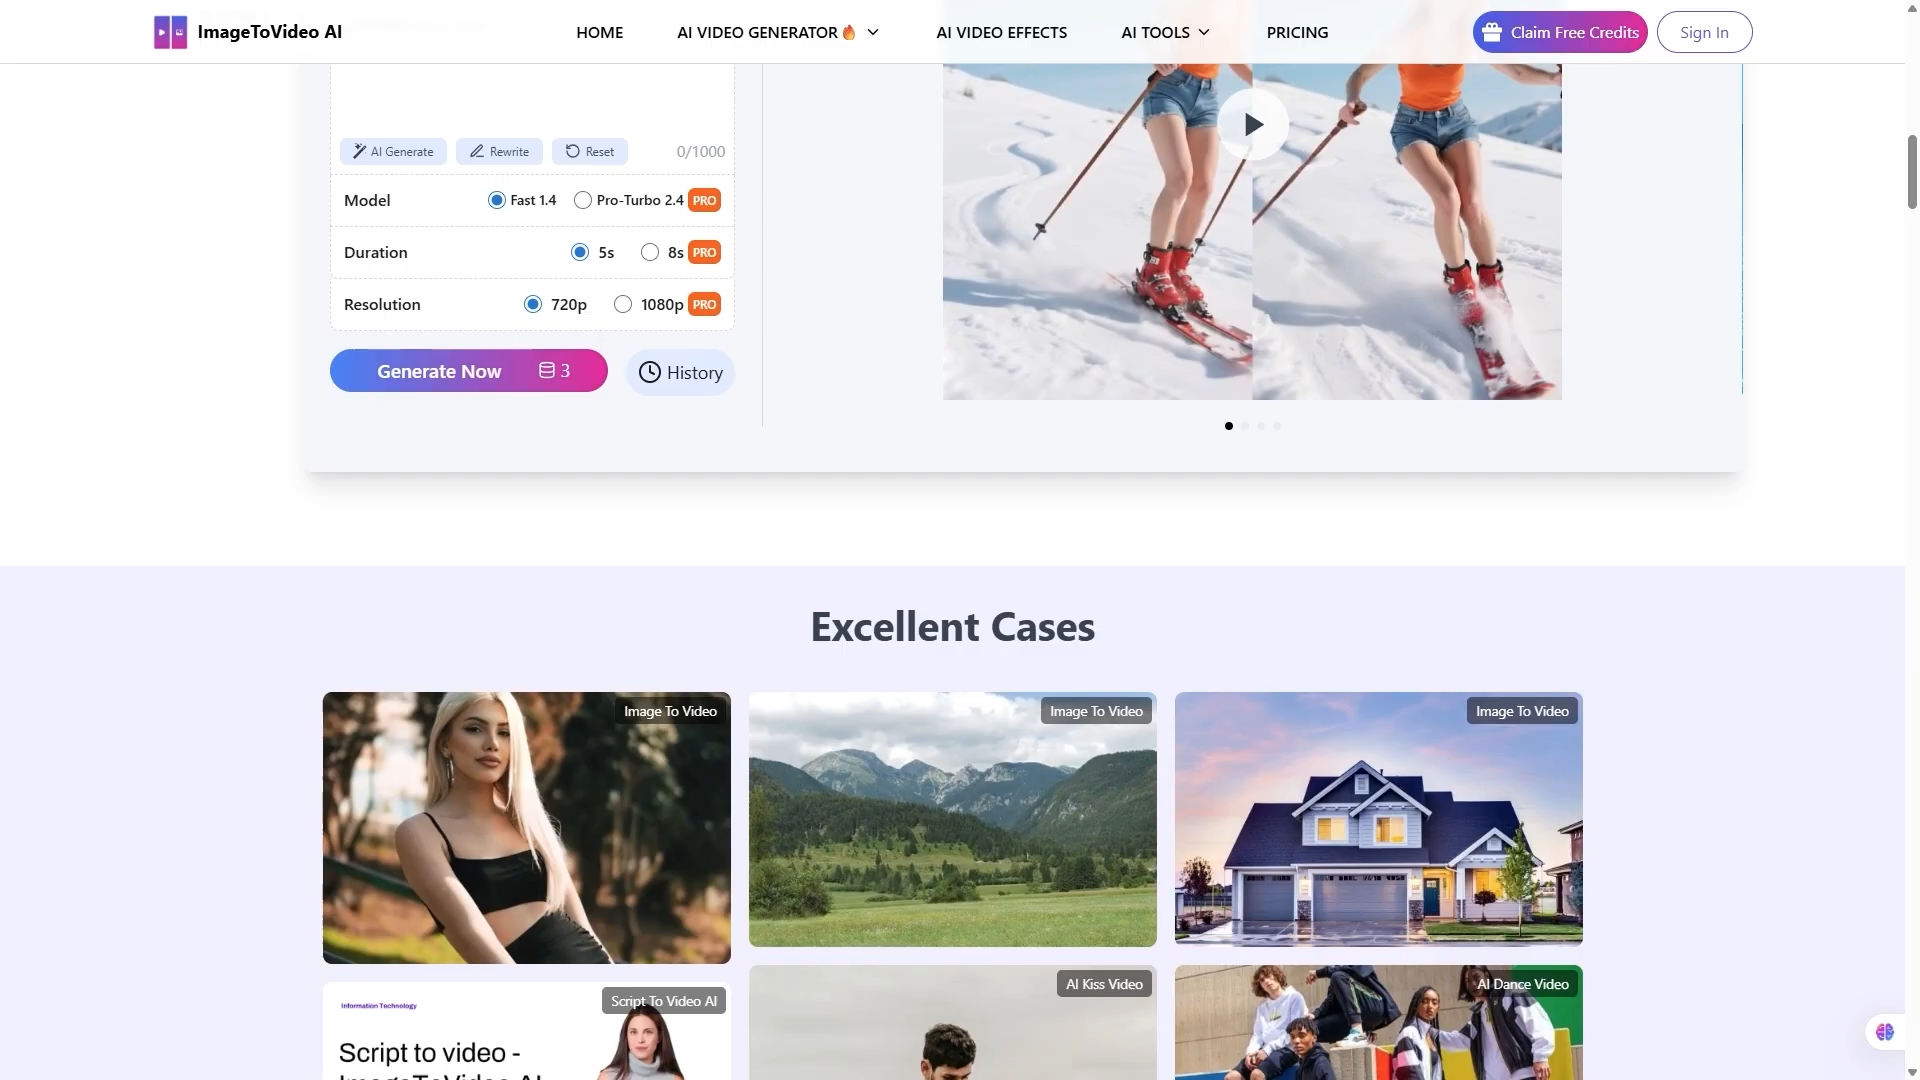 ImageToVideo AI
HOME
AI VIDEO GENERATOR
AI VIDEO EFFECTS
AI TOOLS
PRICING
Claim Free Credits
Sign In
AI Generate
Rewrite
Reset
0/1000
Model
Fast 1.4
Pro-Turbo 2.4 PRO
Duration
5s
8s PRO
Resolution
720p
1080p PRO
Generate Now 3
History
Excellent Cases
Image To Video
Image To Video
Image To Video
Script To Video AI
Information Technology
Script to video -
ImageToVideo AI
AI Kiss Video
AI Dance Video